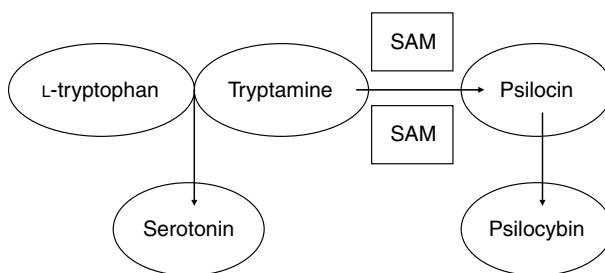 SAM
ʟ-tryptophan
Tryptamine
Psilocin
SAM
Serotonin
Psilocybin